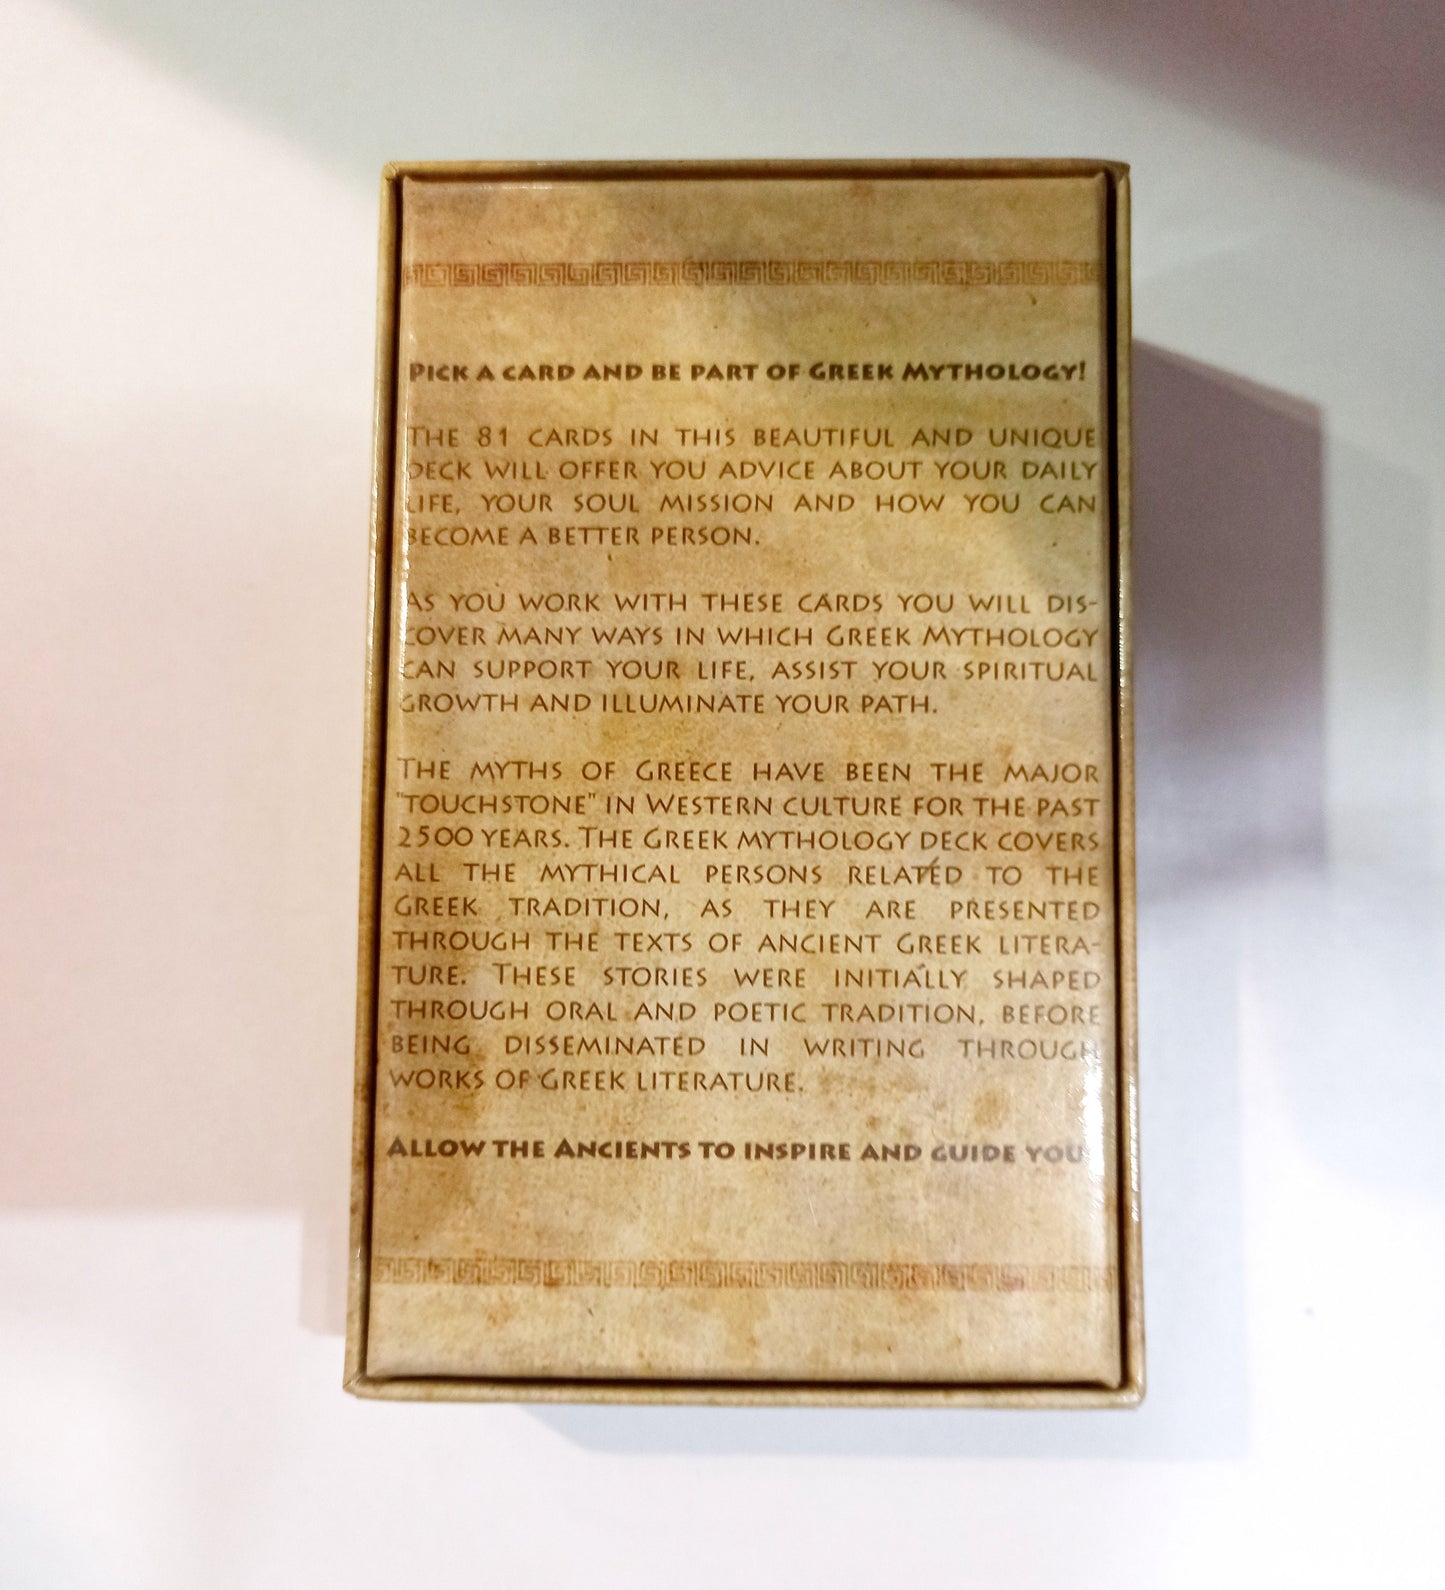 Pick a card and be part of Greek Mythology!
The 81 cards in this beautiful and unique
deck will offer you advice about your daily
life, your soul mission and how you can
become a better person.
As you work with these cards you will dis-
cover many ways in which Greek Mythology
can support your life, assist your spiritual
growth and illuminate your path.
The myths of Greece have been the major
"touchstone" in Western culture for the past
2500 years. The Greek mythology deck covers
all the mythical persons related to the
Greek tradition, as they are presented
through the texts of ancient Greek litera-
ture. These stories were initially shaped
through oral and poetic tradition, before
being disseminated in writing through
works of Greek literature.
Allow the Ancients to inspire and guide you